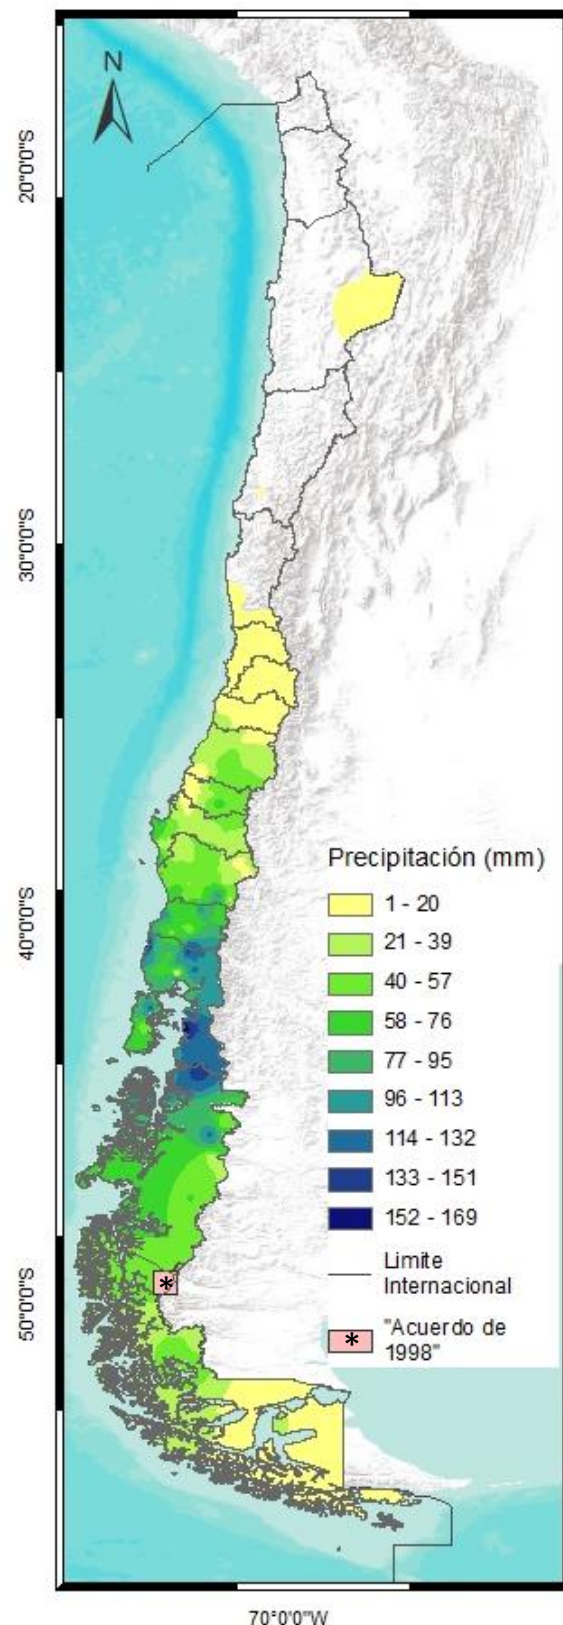 N
20°0'0"S
30°0'0"S
40°0'0"S
50°0'0"S
Precipitación (mm)
1 - 20
21 - 39
40 - 57
58 - 76
77 - 95
96 - 113
114 - 132
133 - 151
152 - 169
Limite
Internacional
* "Acuerdo de
1998"
*
70°0'0"W